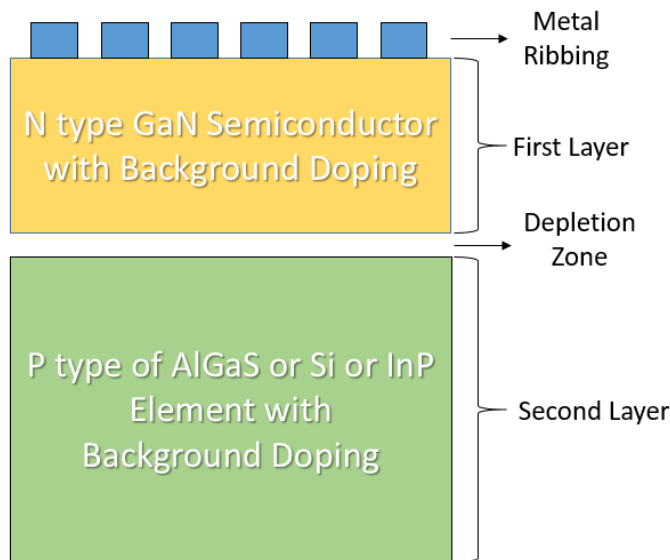 Metal
Ribbing
N type GaN Semiconductor
with Background Doping
First Layer
Depletion
Zone
P type of AlGaS or Si or InP
Element with
Background Doping
Second Layer